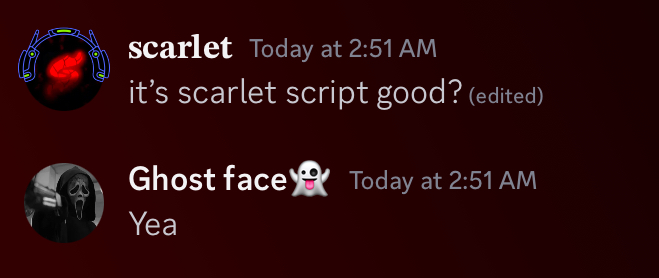 scarlet Today at 2:51 AM
it’s scarlet script good? (edited)
Ghost face👻 Today at 2:51 AM
Yea